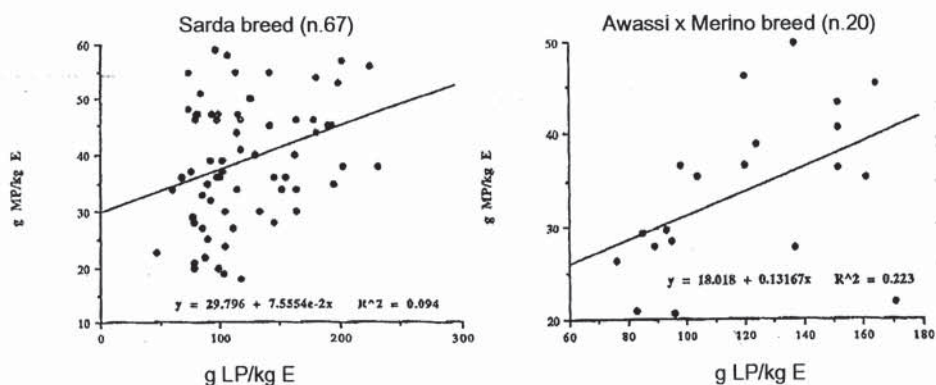 Sarda breed (n.67)
g MP/kg E
60
50
40
30
20
10
y = 29.796 + 7.5554e-2x R^2 = 0.094
0 100 200 300
g LP/kg E
Awassi x Merino breed (n.20)
g MP/kg E
50
40
30
20
y = 18.018 + 0.13167x R^2 = 0.223
60 80 100 120 140 160 180
g LP/kg E